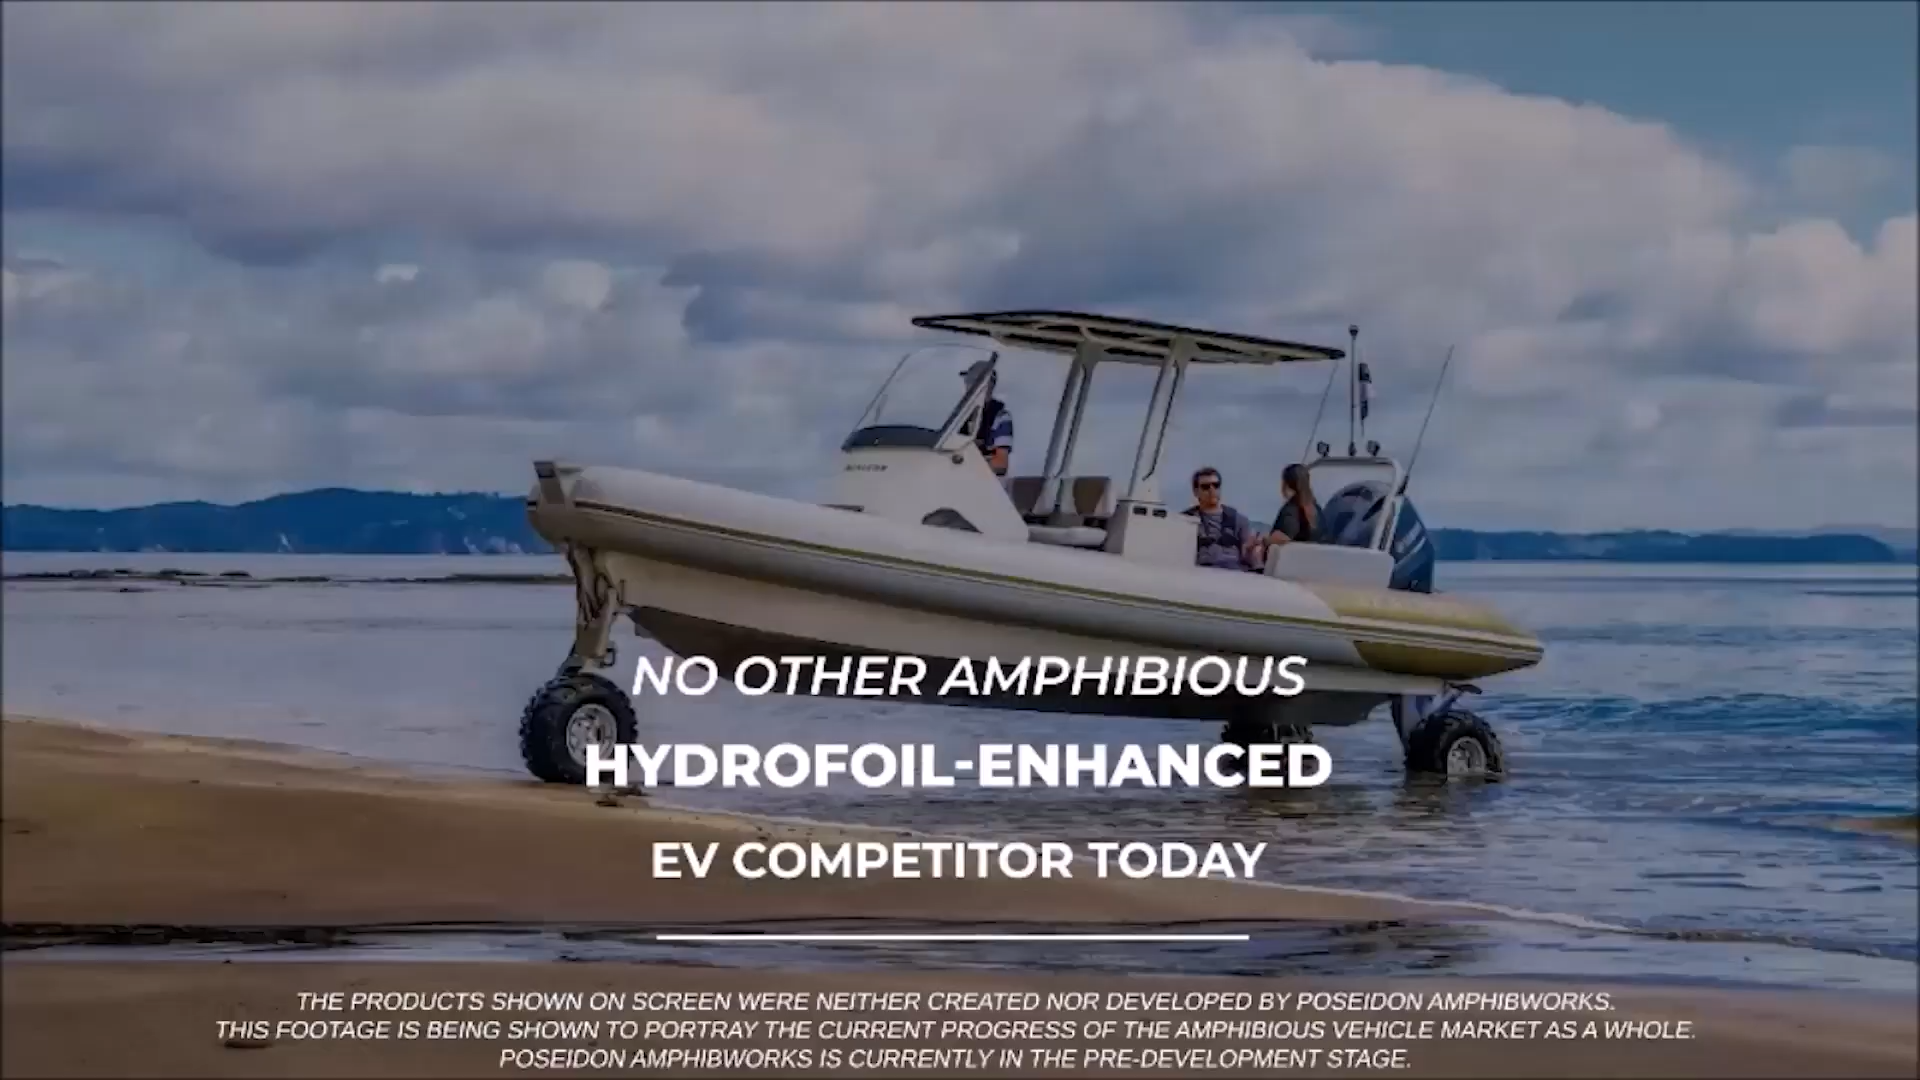 NO OTHER AMPHIBIOUS
HYDROFOIL-ENHANCED
EV COMPETITOR TODAY
THE PRODUCTS SHOWN ON SCREEN WERE NEITHER CREATED NOR DEVELOPED BY POSEIDON AMPHIBWORKS.
THIS FOOTAGE IS BEING SHOWN TO PORTRAY THE CURRENT PROGRESS OF THE AMPHIBIOUS VEHICLE MARKET AS A WHOLE.
POSEIDON AMPHIBWORKS IS CURRENTLY IN THE PRE-DEVELOPMENT STAGE.